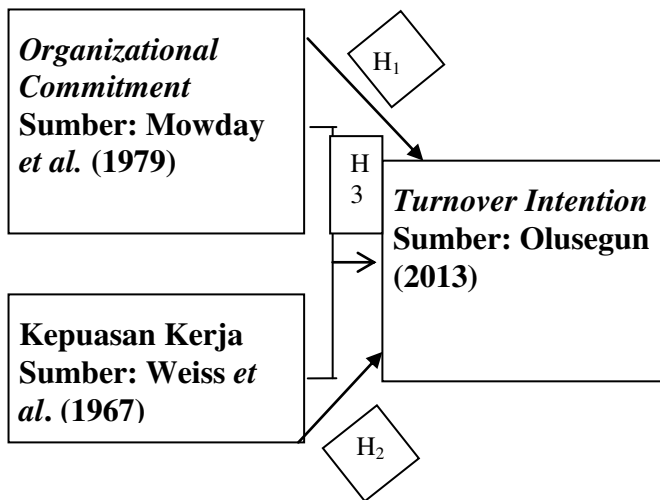 Organizational
Commitment
Sumber: Mowday
et al. (1979)
H1
H
3
Turnover Intention
Sumber: Olusegun
(2013)
Kepuasan Kerja
Sumber: Weiss et
al. (1967)
H2